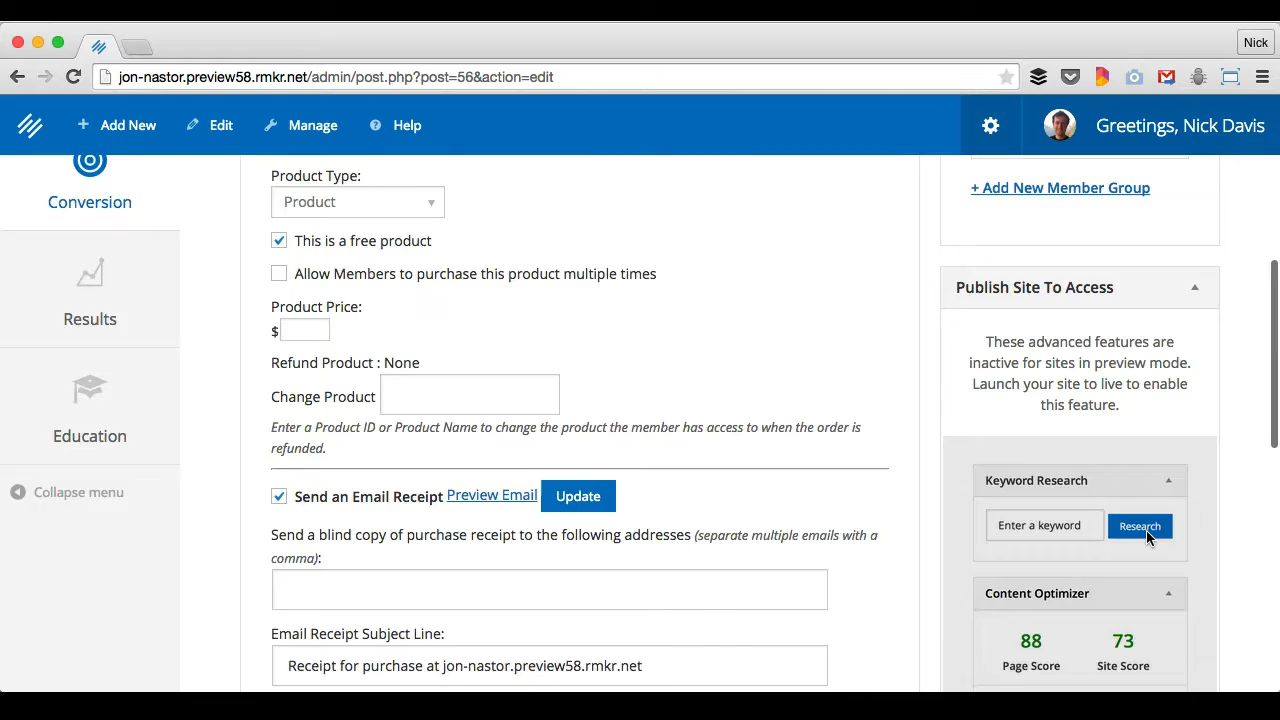 Nick
jon-nastor.preview58.rmkr.net/admin/post.php?post=56&action=edit
Add New
Edit
Manage
Help
Greetings, Nick Davis
Conversion
Results
Education
Collapse menu
Product Type:
Product
This is a free product
Allow Members to purchase this product multiple times
Product Price:
$
Refund Product : None
Change Product
Enter a Product ID or Product Name to change the product the member has access to when the order is
refunded.
Send an Email Receipt Preview Email Update
Send a blind copy of purchase receipt to the following addresses (separate multiple emails with a
comma):
Email Receipt Subject Line:
Receipt for purchase at jon-nastor.preview58.rmkr.net
+ Add New Member Group
Publish Site To Access
These advanced features are
inactive for sites in preview mode.
Launch your site to live to enable
this feature.
Keyword Research
Enter a keyword
Research
Content Optimizer
88 73
Page Score Site Score